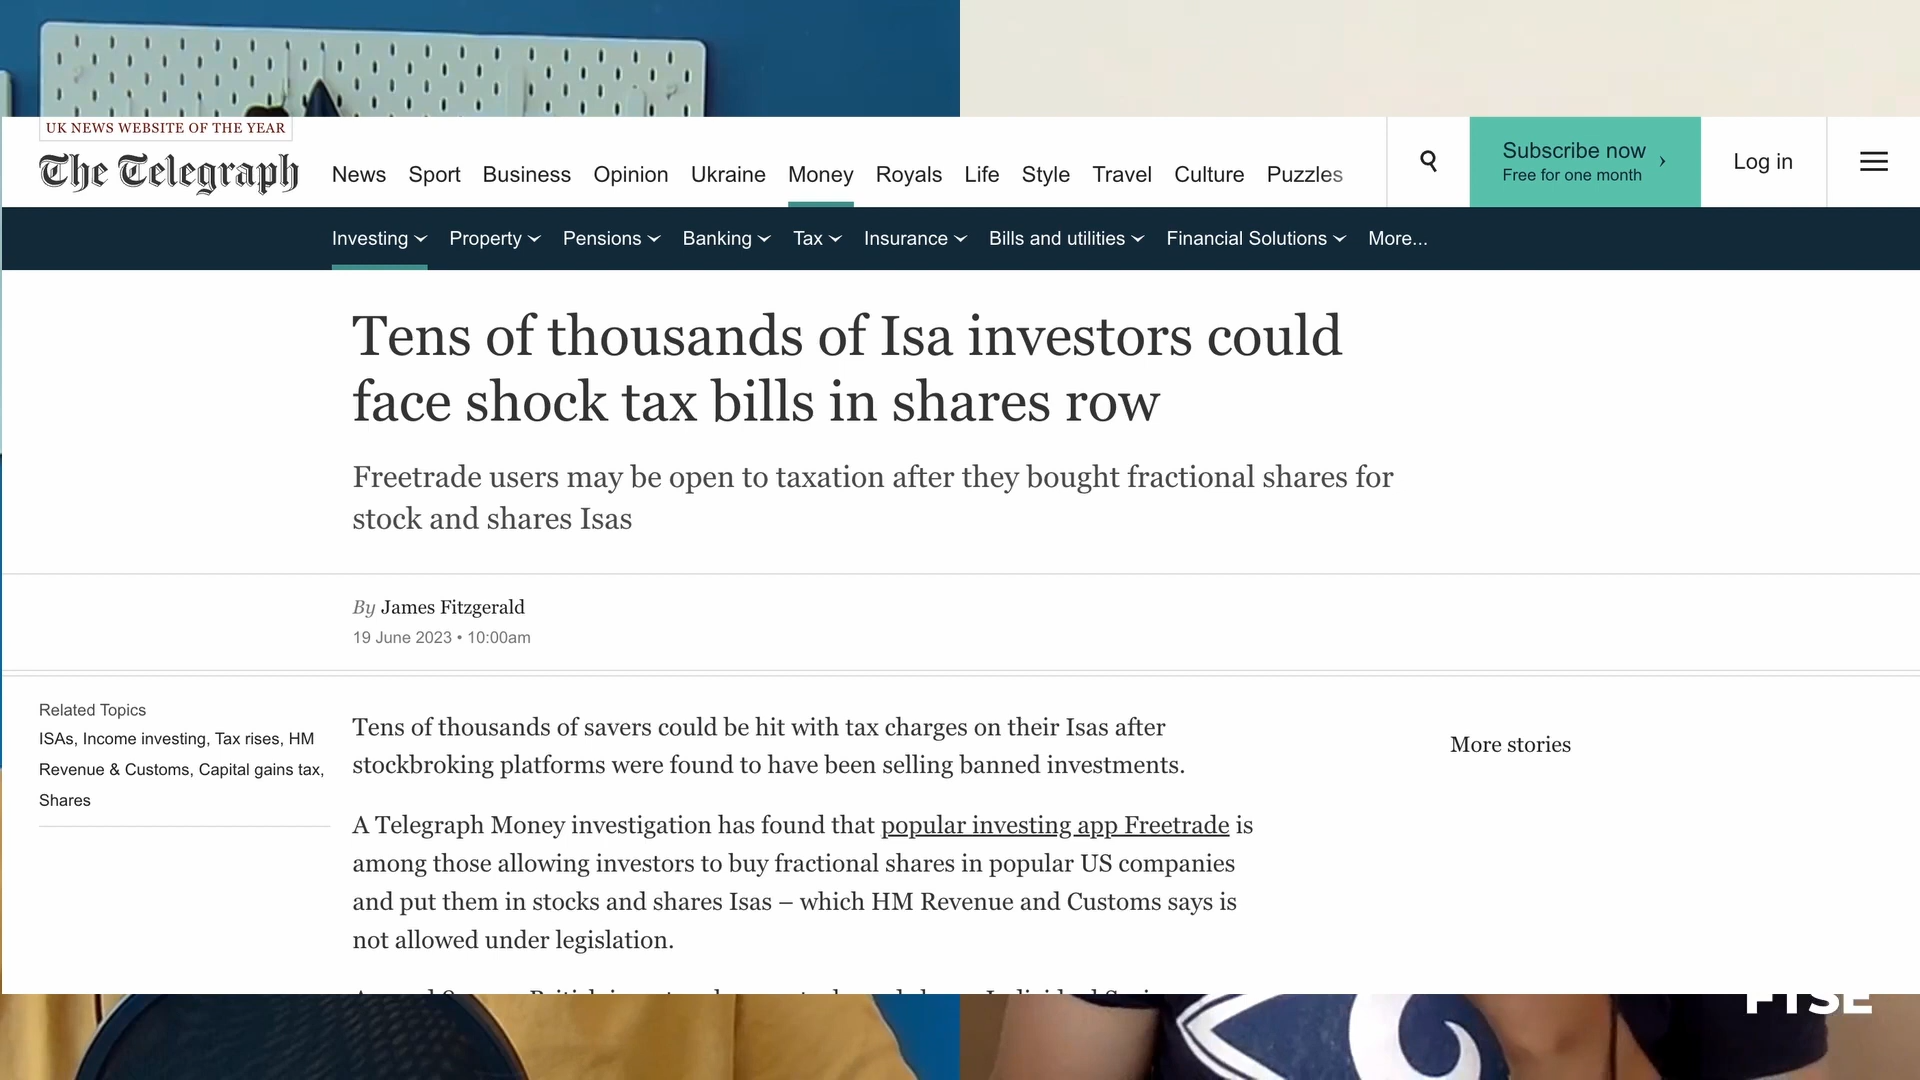 UK NEWS WEBSITE OF THE YEAR
The Telegraph
News Sport Business Opinion Ukraine Money Royals Life Style Travel Culture Puzzles
Subscribe now
Free for one month
Log in
Investing Property Pensions Banking Tax Insurance Bills and utilities Financial Solutions More...
Tens of thousands of Isa investors could
face shock tax bills in shares row
Freetrade users may be open to taxation after they bought fractional shares for
stock and shares Isas
By James Fitzgerald
19 June 2023 • 10:00am
Related Topics
ISAs, Income investing, Tax rises, HM
Revenue & Customs, Capital gains tax,
Shares
Tens of thousands of savers could be hit with tax charges on their Isas after
stockbroking platforms were found to have been selling banned investments.
A Telegraph Money investigation has found that popular investing app Freetrade is
among those allowing investors to buy fractional shares in popular US companies
and put them in stocks and shares Isas – which HM Revenue and Customs says is
not allowed under legislation.
More stories
FTSE